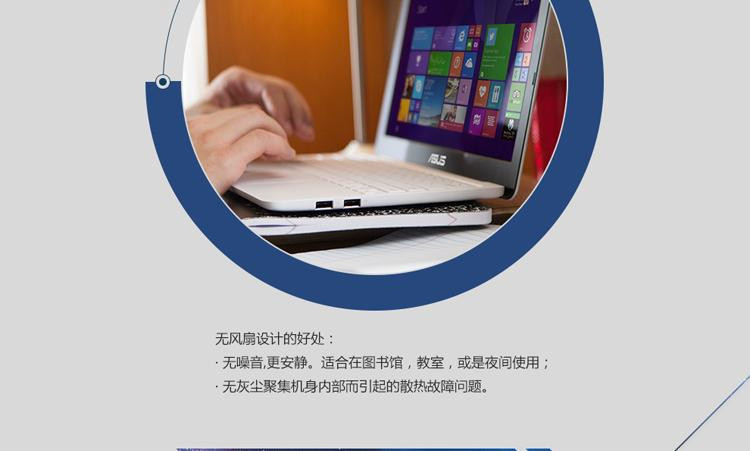 Start
ASUS
无风扇设计的好处：
· 无噪音,更安静。适合在图书馆，教室，或是夜间使用；
· 无灰尘聚集机身内部而引起的散热故障问题。